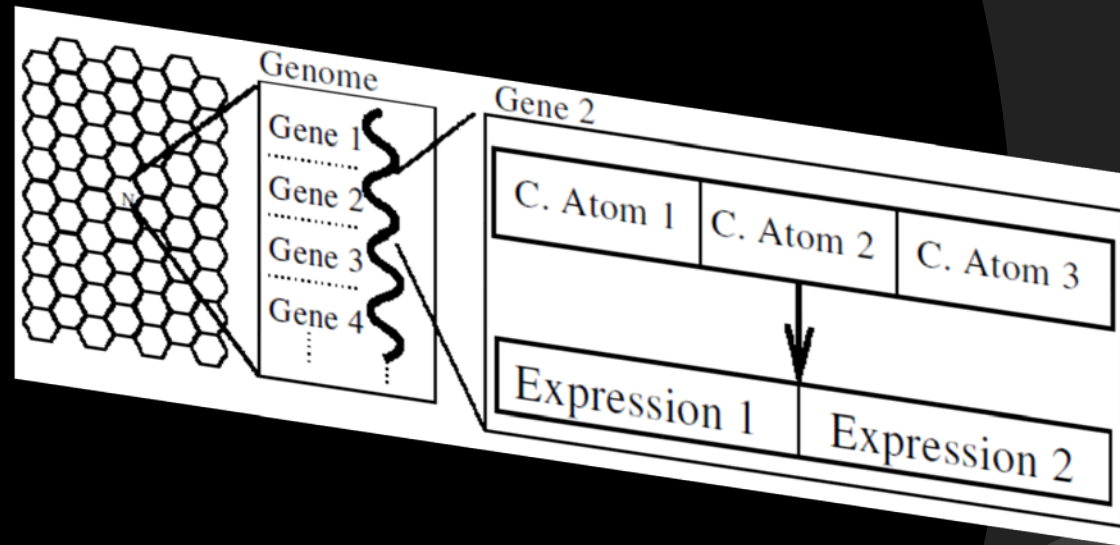 Genome
Gene 1
Gene 2
Gene 3
Gene 4
N
Gene 2
C. Atom 1
C. Atom 2
C. Atom 3
Expression 1
Expression 2